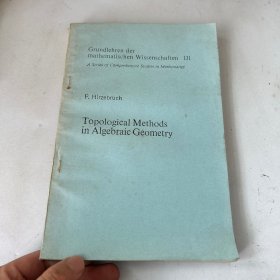 Grundlehren der
mathematischen Wissenschaften 131
A Series of Comprehensive Studies in Mathematics
F. Hirzebruch
Topological Methods
in Algebraic Geometry